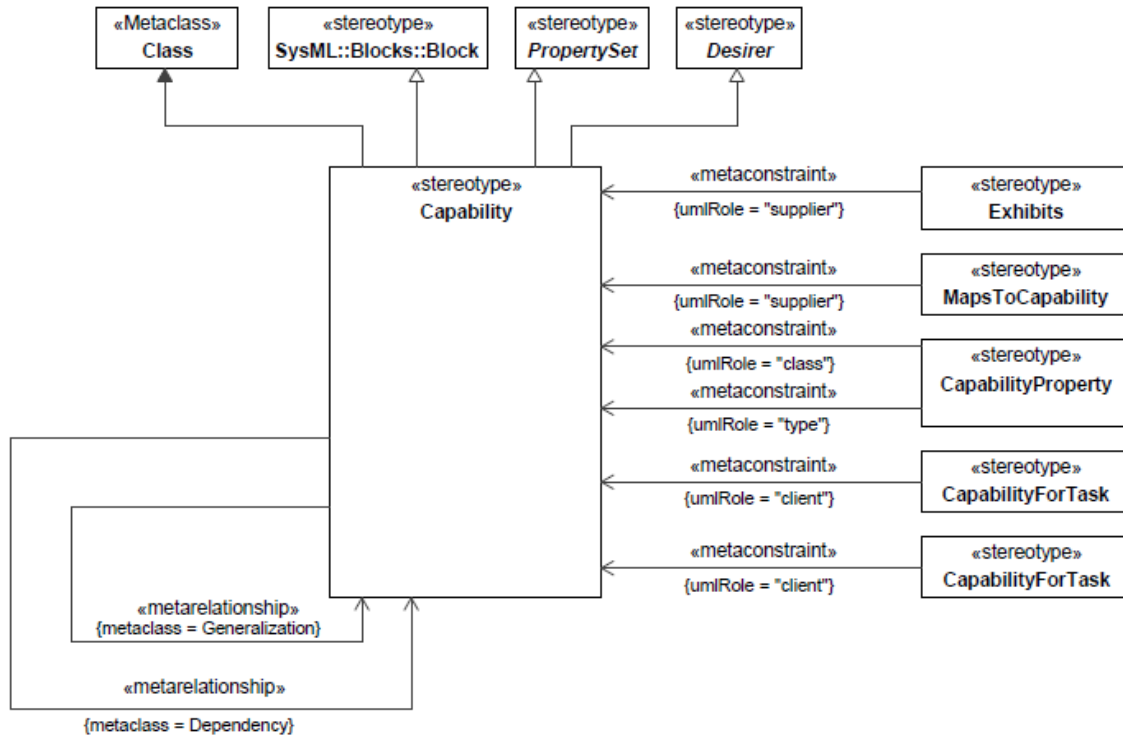 «Metaclass»
Class
«stereotype»
SysML::Blocks::Block
«stereotype»
PropertySet
«stereotype»
Desirer
«stereotype»
Capability
«metaconstraint»
{umlRole = "supplier"}
«stereotype»
Exhibits
«metaconstraint»
{umlRole = "supplier"}
«stereotype»
MapsToCapability
«metaconstraint»
{umlRole = "class"}
«stereotype»
CapabilityProperty
«metaconstraint»
{umlRole = "type"}
«metaconstraint»
{umlRole = "client"}
«stereotype»
CapabilityForTask
«metaconstraint»
{umlRole = "client"}
«stereotype»
CapabilityForTask
«metarelationship»
{metaclass = Generalization}
«metarelationship»
{metaclass = Dependency}